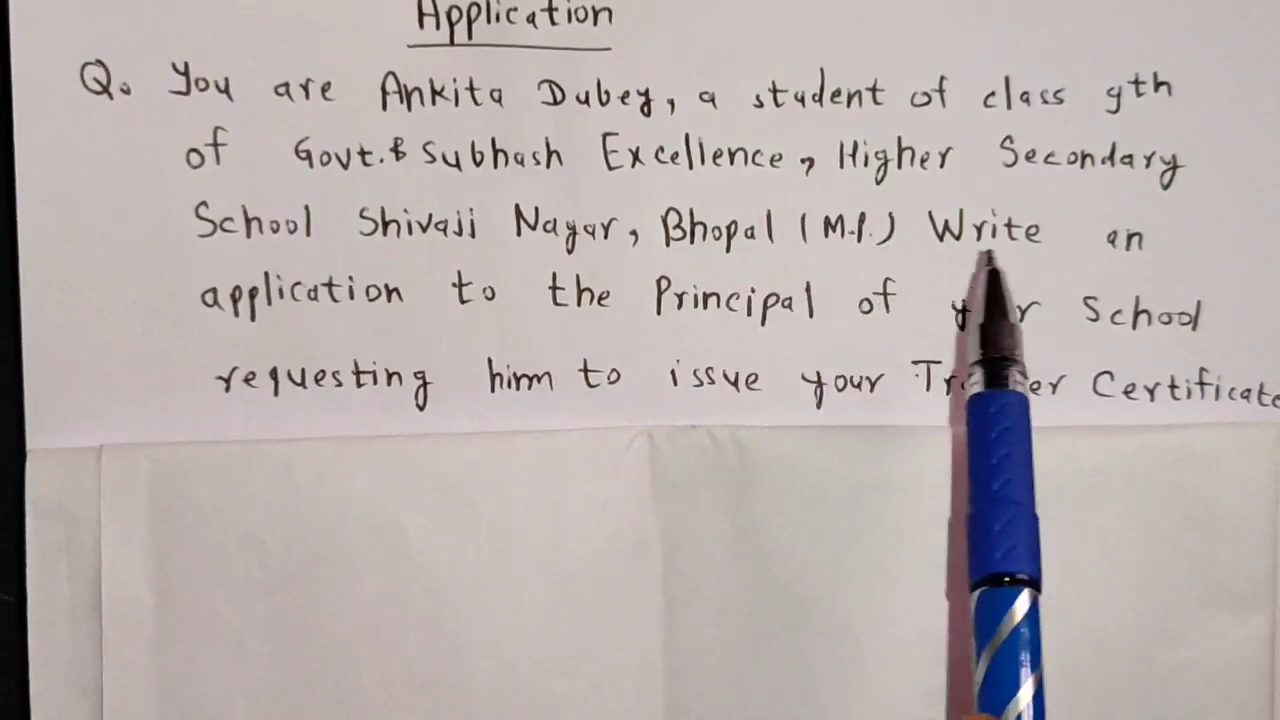 Application
Q. You are Ankita Dubey, a student of class 9th
of Govt. Subhash Excellence, Higher Secondary
School Shivaji Nagar, Bhopal (M.P.) Write an
application to the Principal of School
requesting him to issue your Certificate